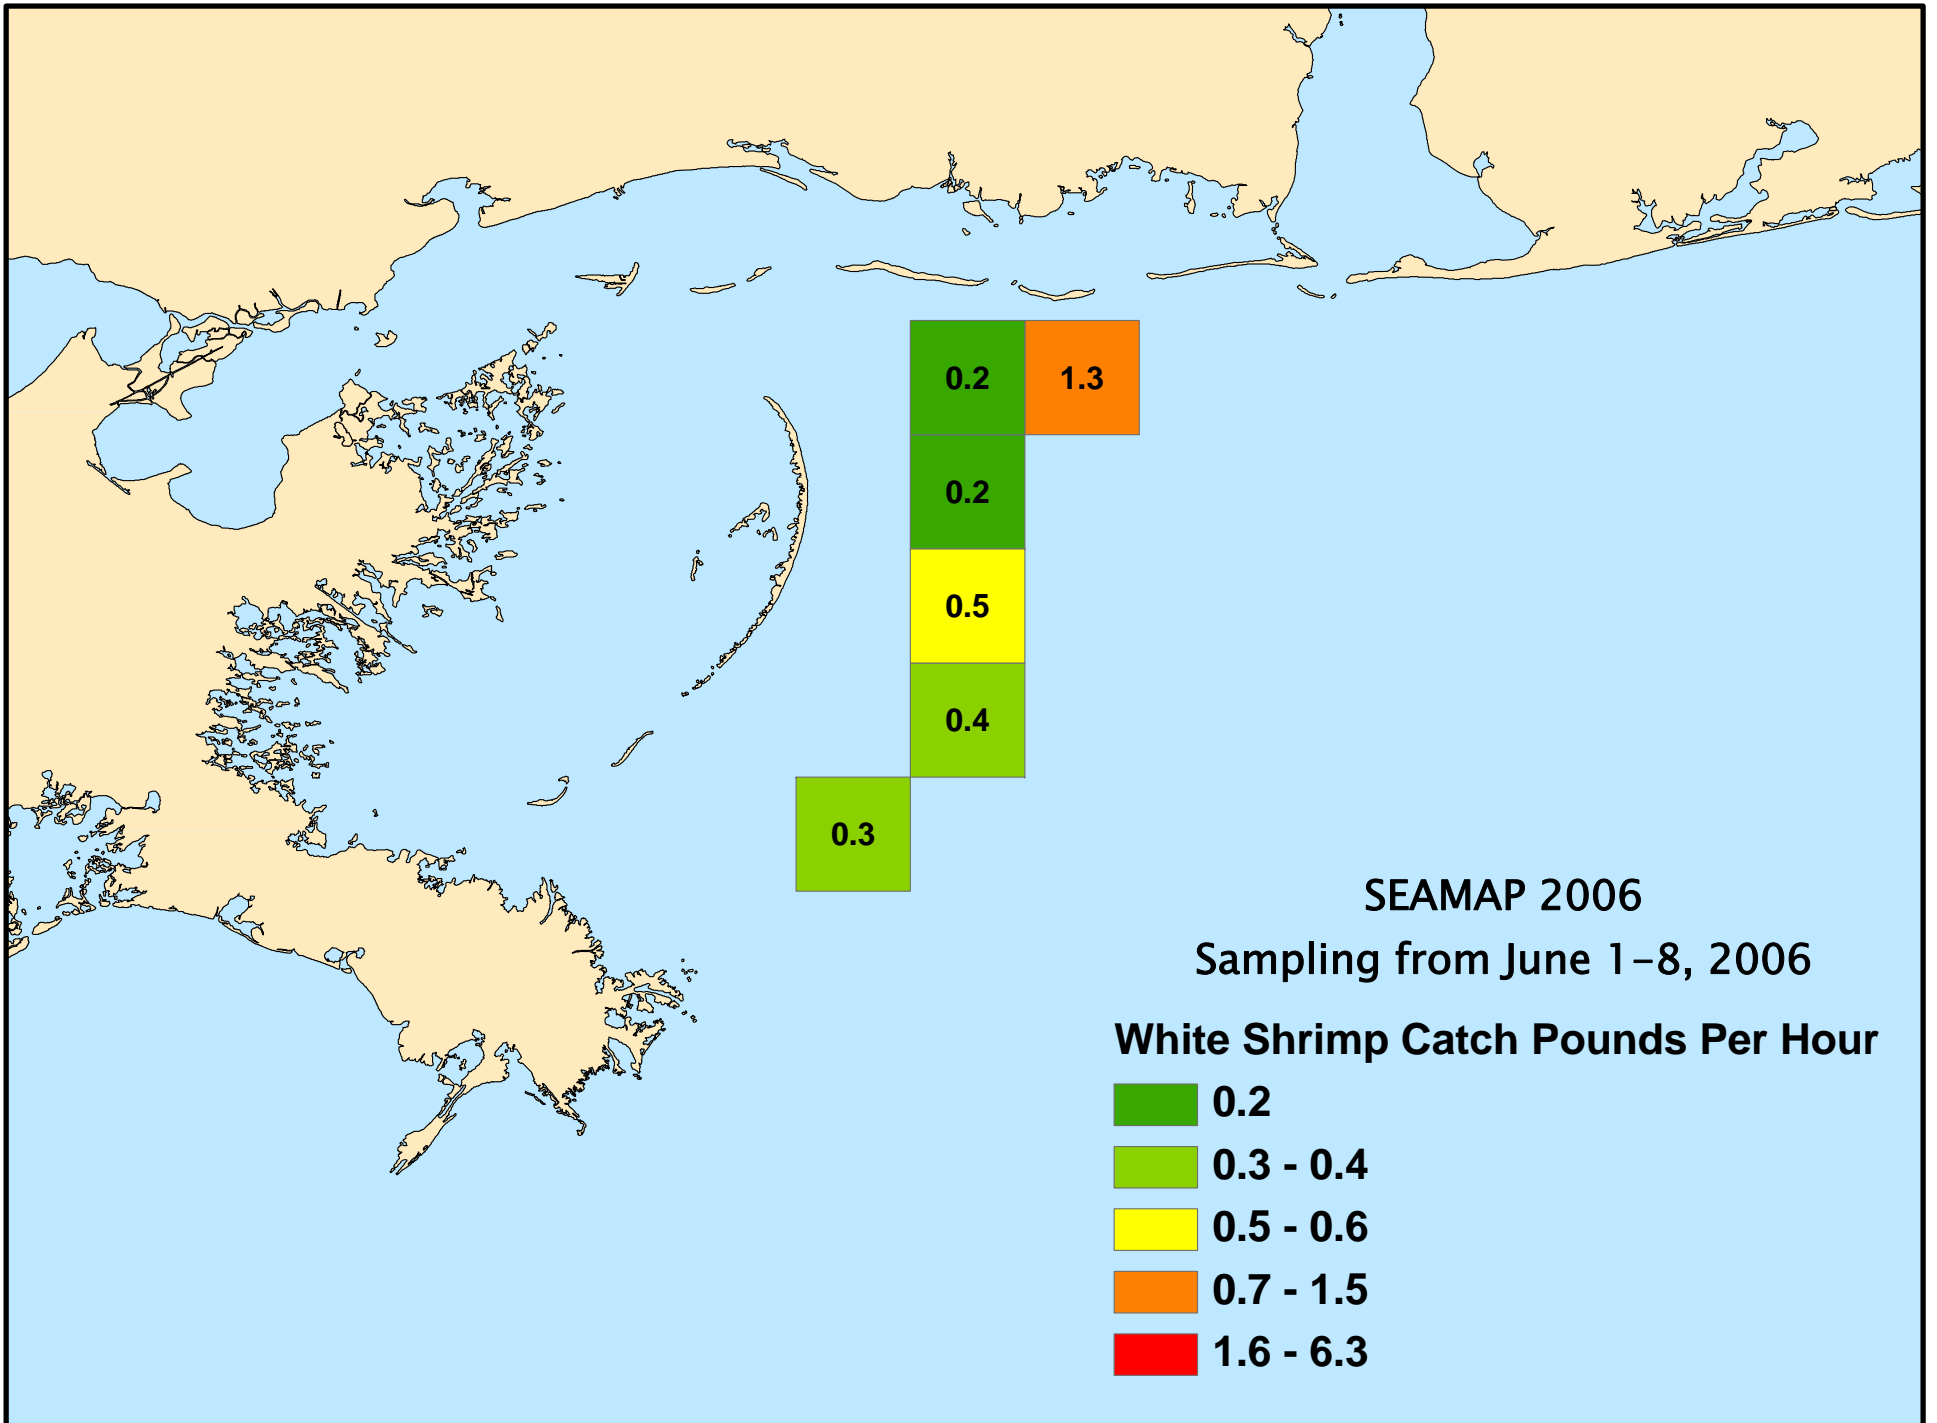 0.2 1.3
0.2
0.5
0.4
0.3
SEAMAP 2006
Sampling from June 1-8, 2006
White Shrimp Catch Pounds Per Hour
0.2
0.3 - 0.4
0.5 - 0.6
0.7 - 1.5
1.6 - 6.3